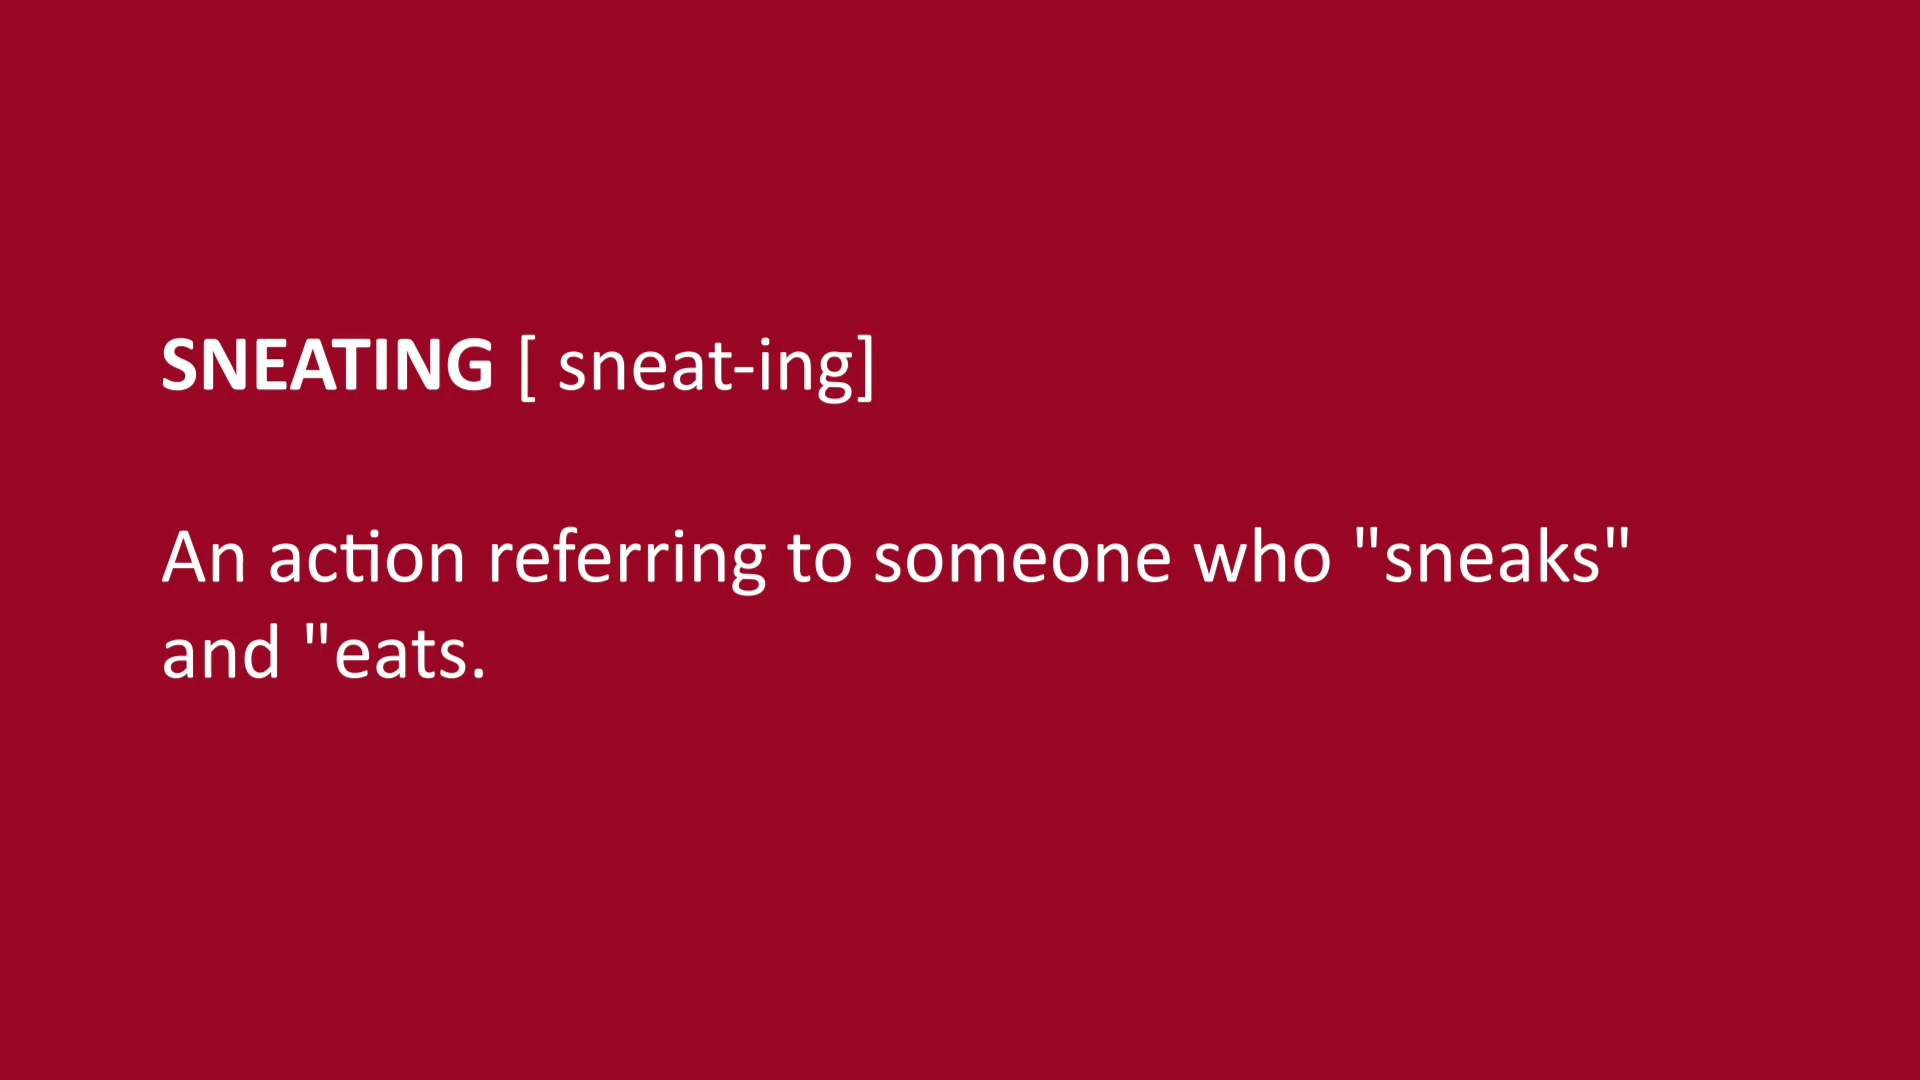 SNEATING [ sneat-ing]
An action referring to someone who "sneaks"
and "eats.